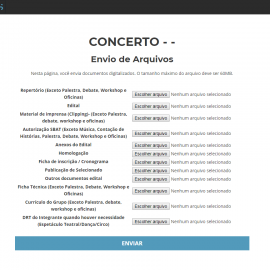 S
CONCERTO - -
Envio de Arquivos
Nesta pagina, você envia documentos digitalizados. O tamanho máximo do arquivo deve ser 60MB.
Repertório (Exceto Palestra, Debate, Workshop e Oficinas) Escolher arquivo Nenhum arquivo selecionado
Edital Escolher arquivo Nenhum arquivo selecionado
Material de Imprensa (Clipping)- (Exceto Palestra, debate, workshop e oficinas) Escolher arquivo Nenhum arquivo selecionado
Autorização SBAT (Exceto Música, Contação de Histórias. Palestra, Debate, Workshop e Oficinas) Escolher arquivo Nenhum arquivo selecionado
Anexos do Edital Escolher arquivo Nenhum arquivo selecionado
Homologação Escolher arquivo Nenhum arquivo selecionado
Ficha de inscrição / Cronograma Escolher arquivo Nenhum arquivo selecionado
Publicação de Selecionado Escolher arquivo Nenhum arquivo selecionado
Outros documentos edital Escolher arquivo Nenhum arquivo selecionado
Ficha Técnica (Exceto Palestra, Debate, Workshop e Oficinas) Escolher arquivo Nenhum arquivo selecionado
Currículo do Grupo (Exceto Palestra, debate, workshop e oficinas) Escolher arquivo Nenhum arquivo selecionado
DRT do Integrante quando houver necessidade (Espetáculo Teatral/Dança/Circo) Escolher arquivo Nenhum arquivo selecionado
ENVIAR